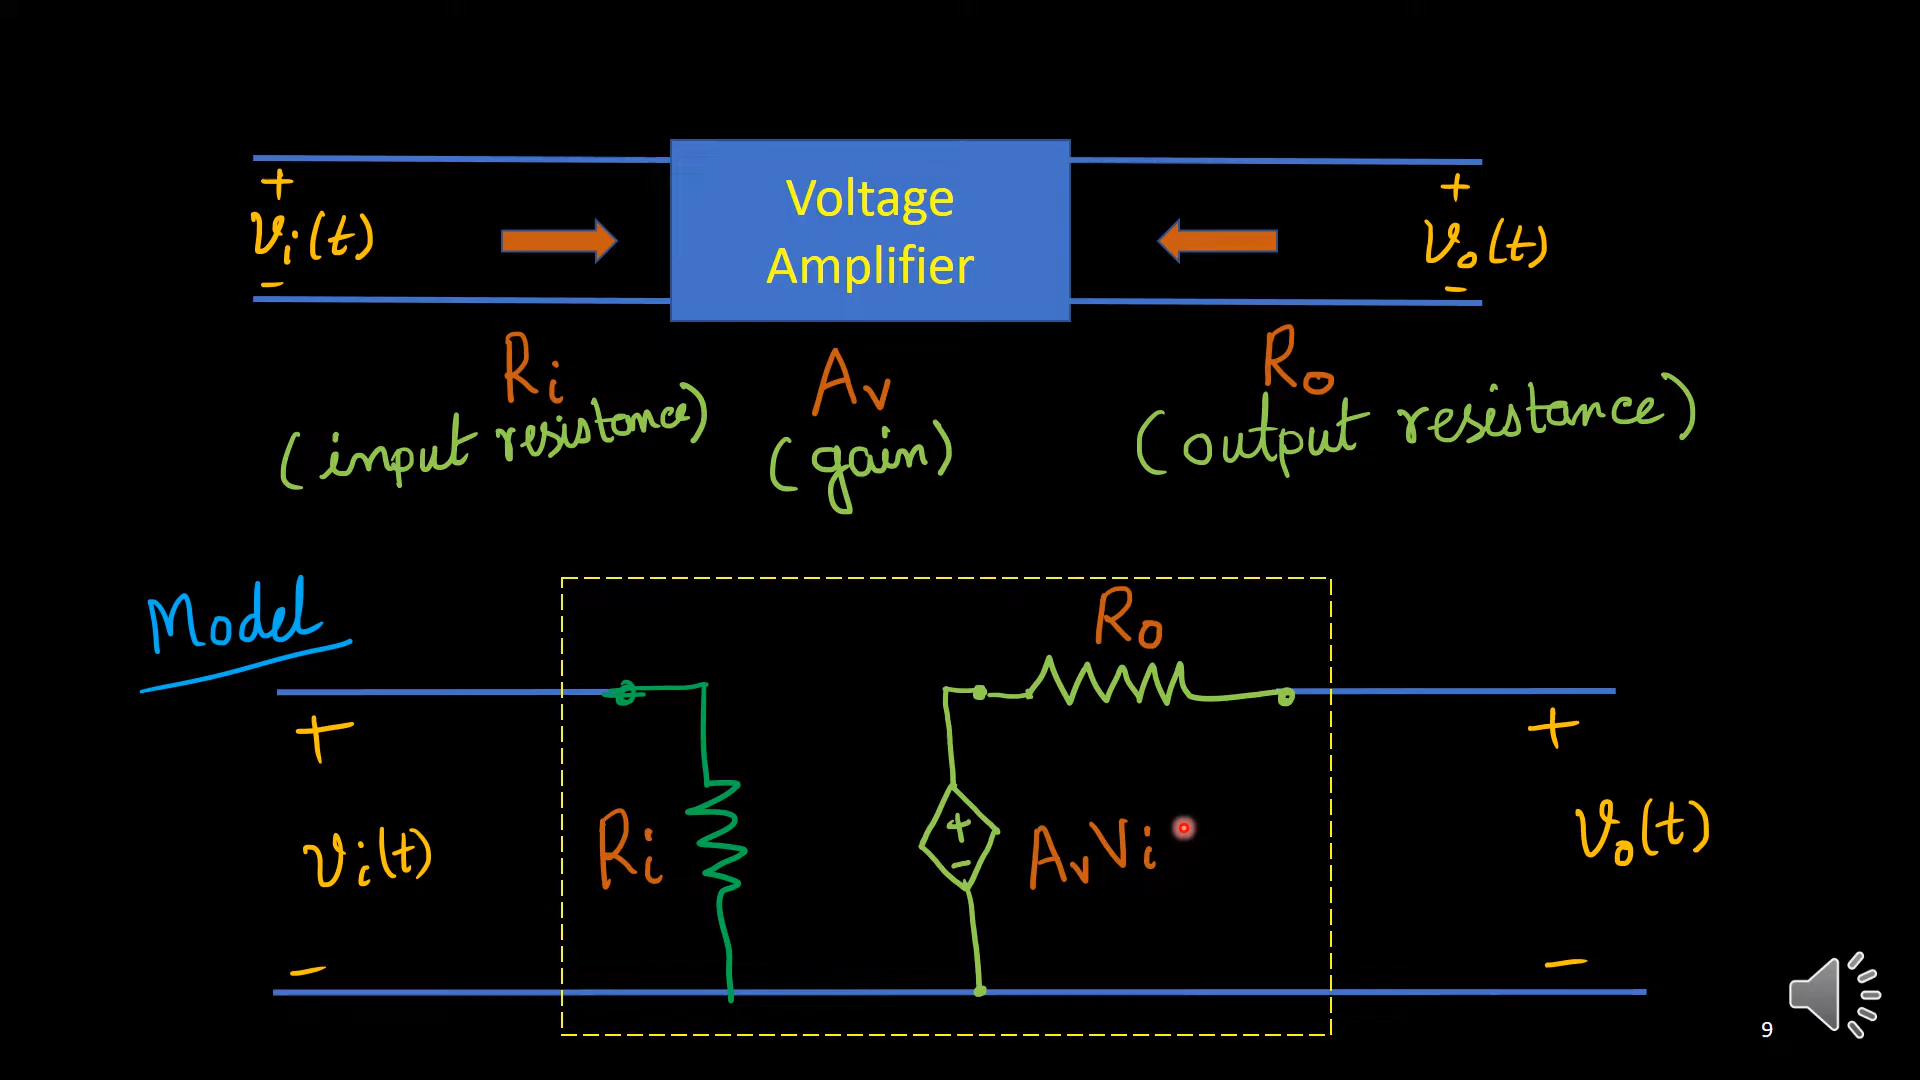 Voltage
Amplifier
+
vi(t)
-
+
vo(t)
-
Ri
(input resistance)
Av
(gain)
Ro
(output resistance)
Model
Ro
+
vi(t)
-
Ri
+
-
AvVi
+
vo(t)
-
9